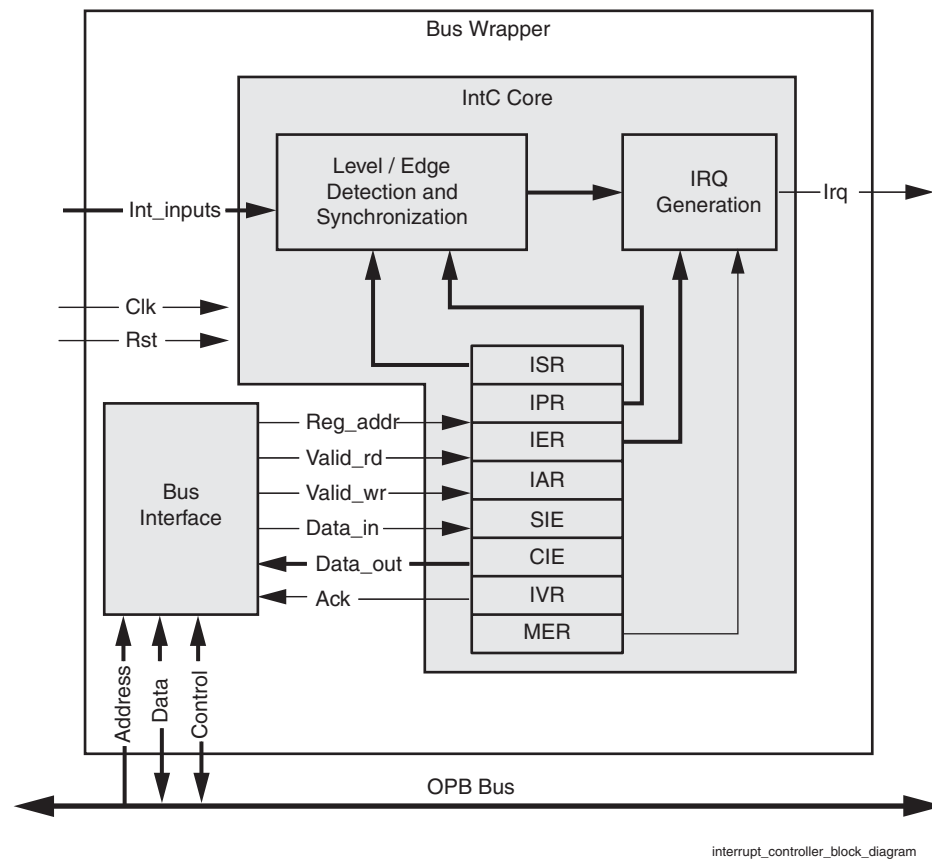 Bus Wrapper
IntC Core
Level / Edge
Detection and
Synchronization
IRQ
Generation
Irq
Int_inputs
Clk
Rst
ISR
IPR
IER
IAR
SIE
CIE
IVR
MER
Reg_addr
Valid_rd
Valid_wr
Data_in
Data_out
Ack
Bus
Interface
Address
Data
Control
OPB Bus
interrupt_controller_block_diagram